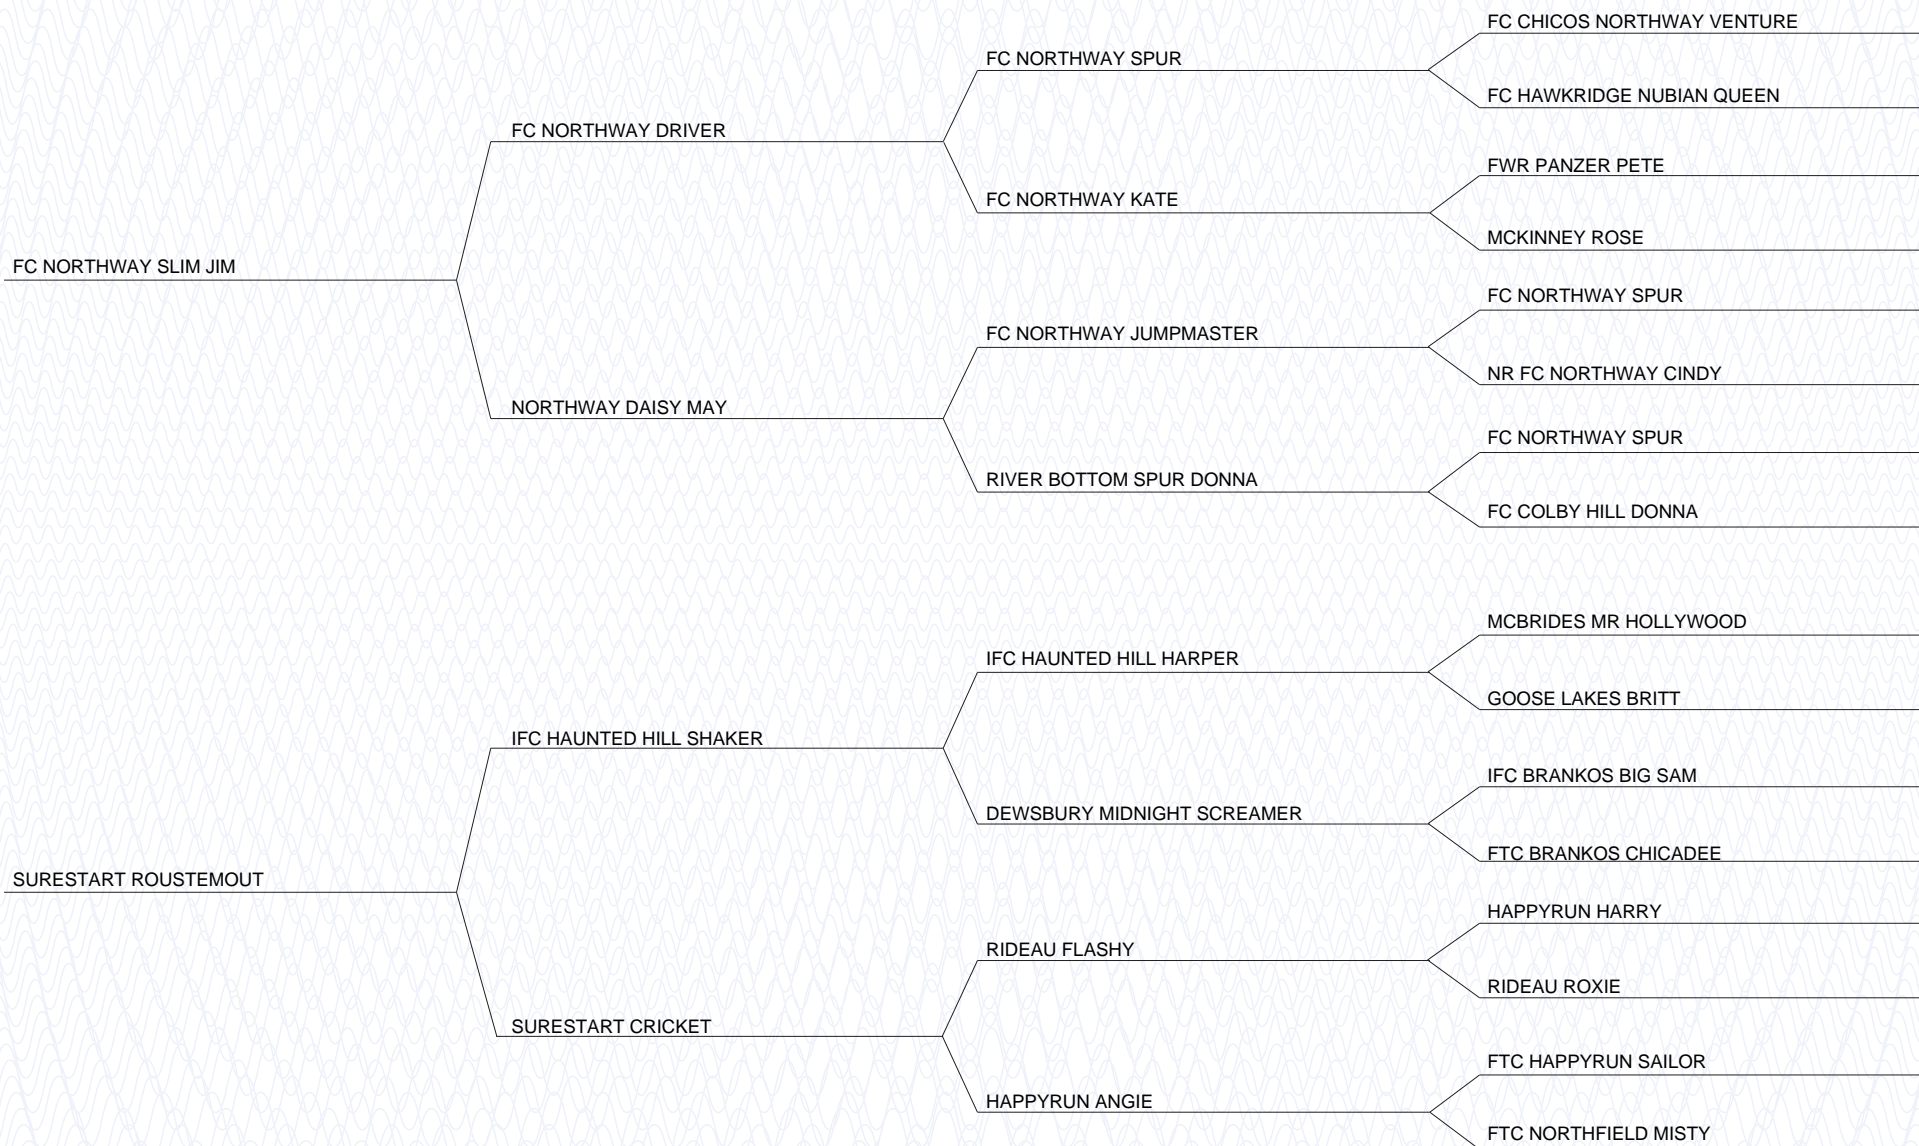 FC CHICOS NORTHWAY VENTURE
FC NORTHWAY SPUR
FC HAWKRIDGE NUBIAN QUEEN
FC NORTHWAY DRIVER
FWR PANZER PETE
FC NORTHWAY KATE
MCKINNEY ROSE
FC NORTHWAY SLIM JIM
FC NORTHWAY SPUR
FC NORTHWAY JUMPMASTER
NR FC NORTHWAY CINDY
NORTHWAY DAISY MAY
FC NORTHWAY SPUR
RIVER BOTTOM SPUR DONNA
FC COLBY HILL DONNA
MCBRIDES MR HOLLYWOOD
IFC HAUNTED HILL HARPER
GOOSE LAKES BRITT
IFC HAUNTED HILL SHAKER
IFC BRANKOS BIG SAM
DEWSBURY MIDNIGHT SCREAMER
FTC BRANKOS CHICADEE
SURESTART ROUSTEMOUT
HAPPYRUN HARRY
RIDEAU FLASHY
RIDEAU ROXIE
SURESTART CRICKET
FTC HAPPYRUN SAILOR
HAPPYRUN ANGIE
FTC NORTHFIELD MISTY